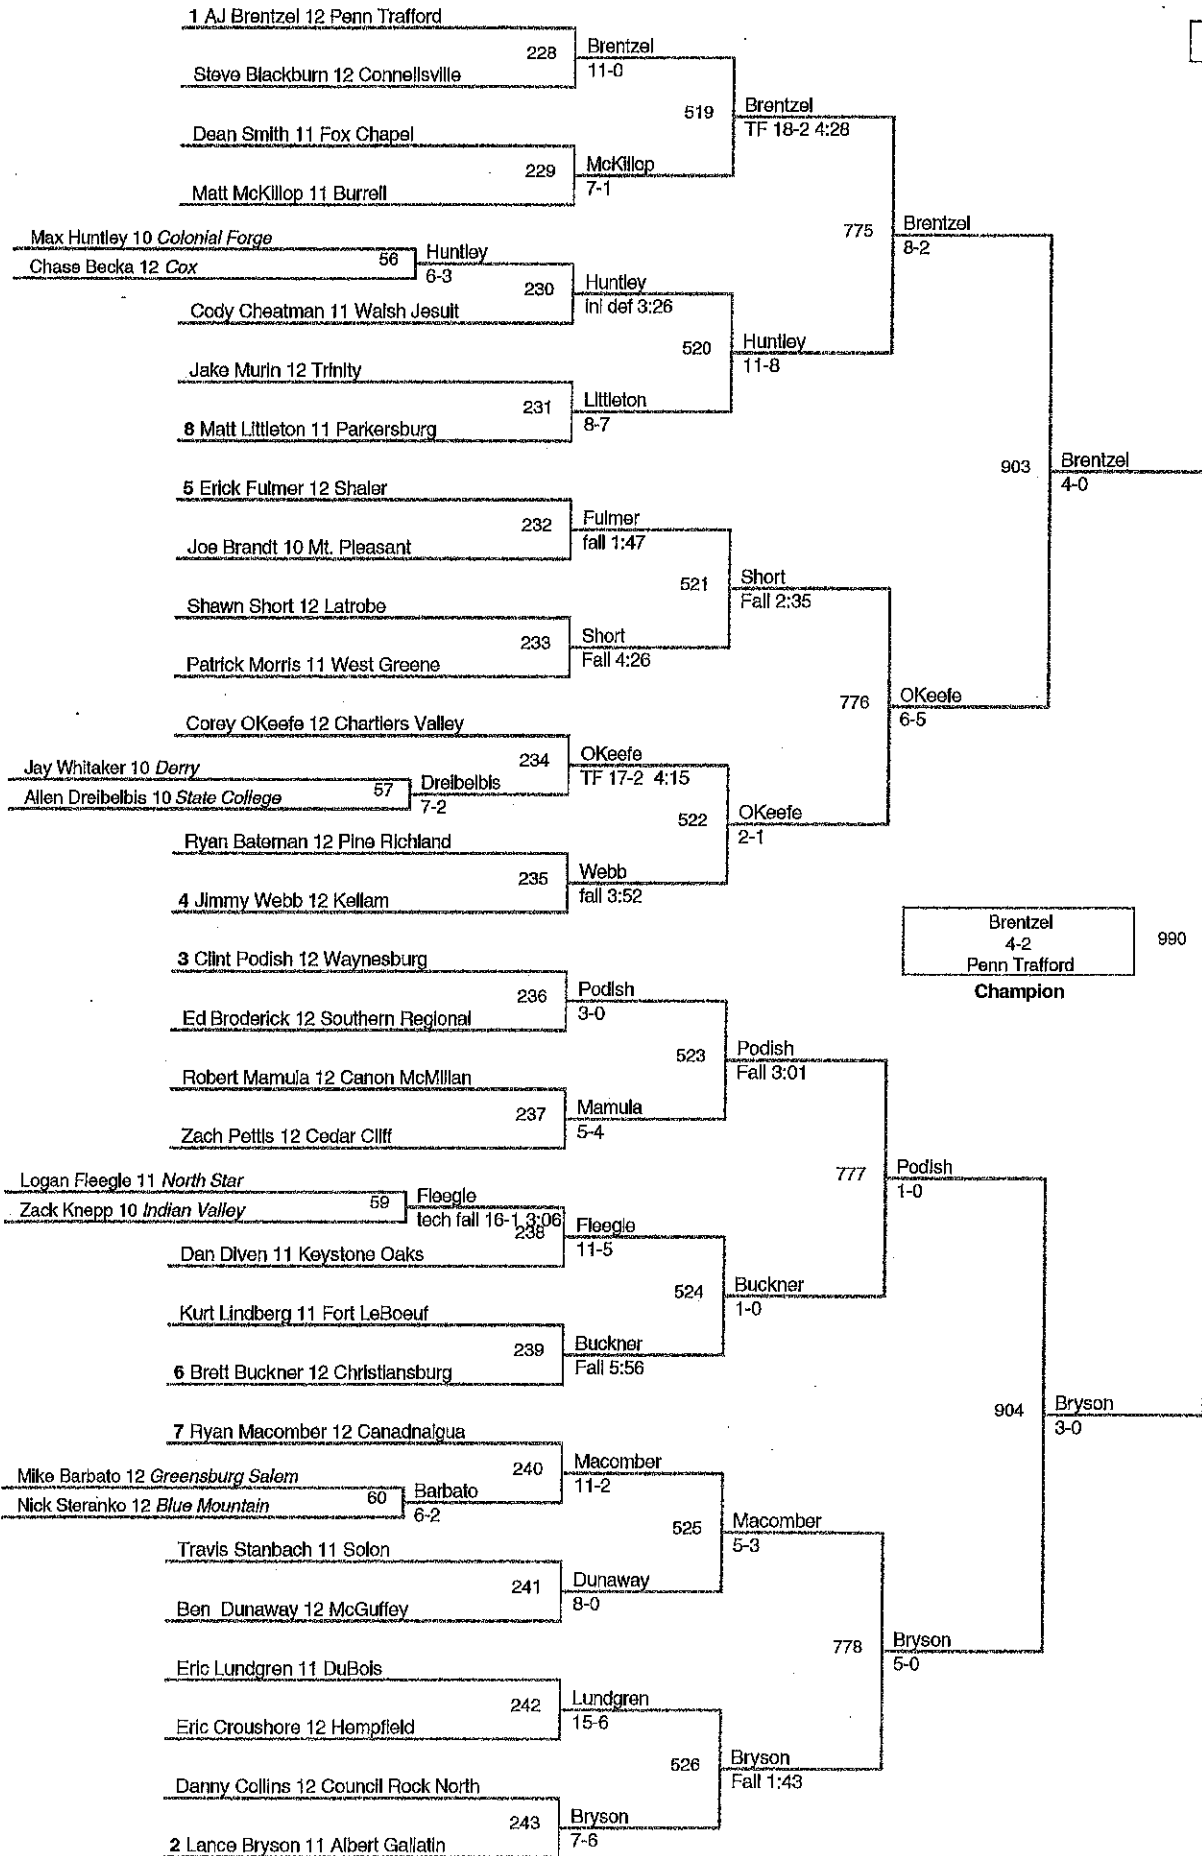 1 AJ Brentzel 12 Penn Trafford
228
Brentzel
11-0
Steve Blackburn 12 Connellsville
519
Brentzel
TF 18-2 4:28
Dean Smith 11 Fox Chapel
229
McKillop
7-1
Matt McKillop 11 Burrell
775
Brentzel
8-2
Max Huntley 10 Colonial Forge
56
Huntley
6-3
Chase Becka 12 Cox
230
Huntley
inj def 3:26
Cody Cheatman 11 Walsh Jesuit
520
Huntley
11-8
Jake Murin 12 Trinity
231
Littleton
8-7
8 Matt Littleton 11 Parkersburg
903
Brentzel
4-0
5 Erick Fulmer 12 Shaler
232
Fulmer
fall 1:47
Joe Brandt 10 Mt. Pleasant
521
Short
Fall 2:35
Shawn Short 12 Latrobe
233
Short
Fall 4:26
Patrick Morris 11 West Greene
776
OKeefe
6-5
Corey OKeefe 12 Chartiers Valley
234
OKeefe
TF 17-2 4:15
Jay Whitaker 10 Derry
57
Dreibelbis
7-2
Allen Dreibelbis 10 State College
522
OKeefe
2-1
Ryan Bateman 12 Pine Richland
235
Webb
fall 3:52
4 Jimmy Webb 12 Kellam
Brentzel
4-2
Penn Trafford
990
Champion
3 Clint Podish 12 Waynesburg
236
Podish
3-0
Ed Broderick 12 Southern Regional
523
Podish
Fall 3:01
Robert Mamula 12 Canon McMillan
237
Mamula
5-4
Zach Pettis 12 Cedar Cliff
777
Podish
1-0
Logan Fleegle 11 North Star
59
Fleegle
tech fall 16-1 3:06
Zack Knepp 10 Indian Valley
238
Fleegle
11-5
Dan Diven 11 Keystone Oaks
524
Buckner
1-0
Kurt Lindberg 11 Fort LeBoeuf
239
Buckner
Fall 5:56
6 Brett Buckner 12 Christiansburg
904
Bryson
3-0
7 Ryan Macomber 12 Canadnaigua
240
Macomber
11-2
Mike Barbato 12 Greensburg Salem
60
Barbato
6-2
Nick Steranko 12 Blue Mountain
525
Macomber
5-3
Travis Stanbach 11 Solon
241
Dunaway
8-0
Ben Dunaway 12 McGuffey
778
Bryson
5-0
Eric Lundgren 11 DuBois
242
Lundgren
15-6
Eric Croushore 12 Hempfield
526
Bryson
Fall 1:43
Danny Collins 12 Council Rock North
243
Bryson
7-6
2 Lance Bryson 11 Albert Gallatin